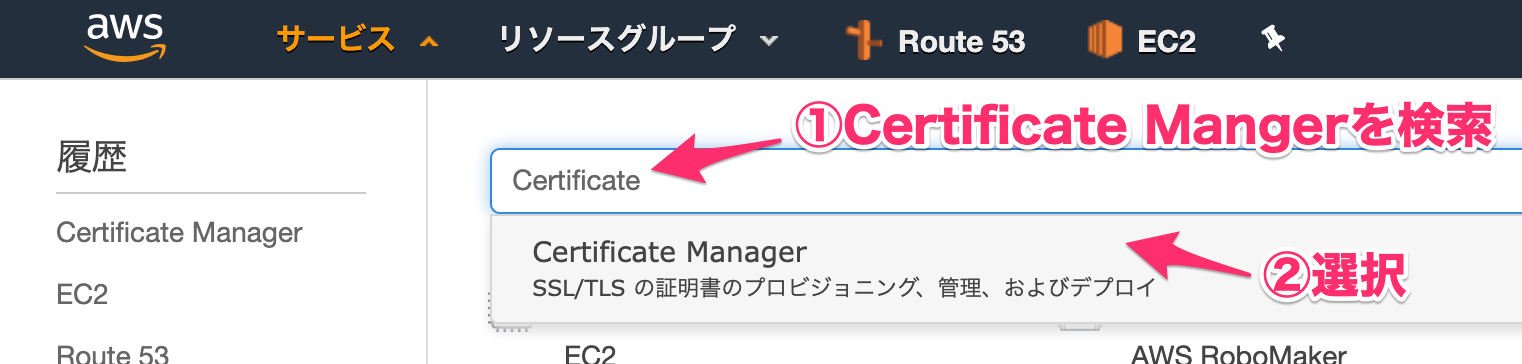 aws サービス リソースグループ Route 53 EC2
①Certificate Mangerを検索
履歴
Certificate
Certificate Manager
Certificate Manager
SSL/TLS の証明書のプロビジョニング、管理、およびデプロイ
②選択
EC2
Route 53
EC2
AWS RoboMaker